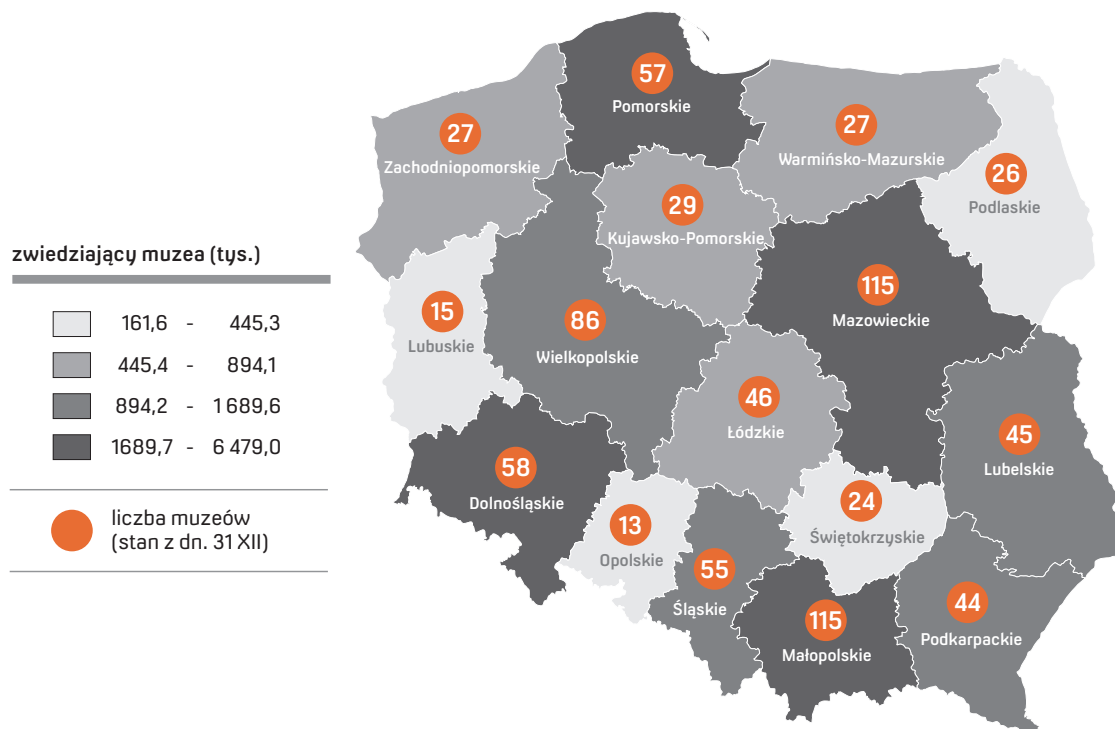 zwiedzający muzea (tys.)
161,6 - 445,3
445,4 - 894,1
894,2 - 1 689,6
1689,7 - 6 479,0
liczba muzeów
(stan z dn. 31 XII)
57
Pomorskie
27
Zachodniopomorskie
27
Warmińsko-Mazurskie
26
Podlaskie
29
Kujawsko-Pomorskie
15
Lubuskie
86
Wielkopolskie
115
Mazowieckie
46
Łódzkie
45
Lubelskie
58
Dolnośląskie
13
Opolskie
24
Świętokrzyskie
55
Śląskie
115
Małopolskie
44
Podkarpackie